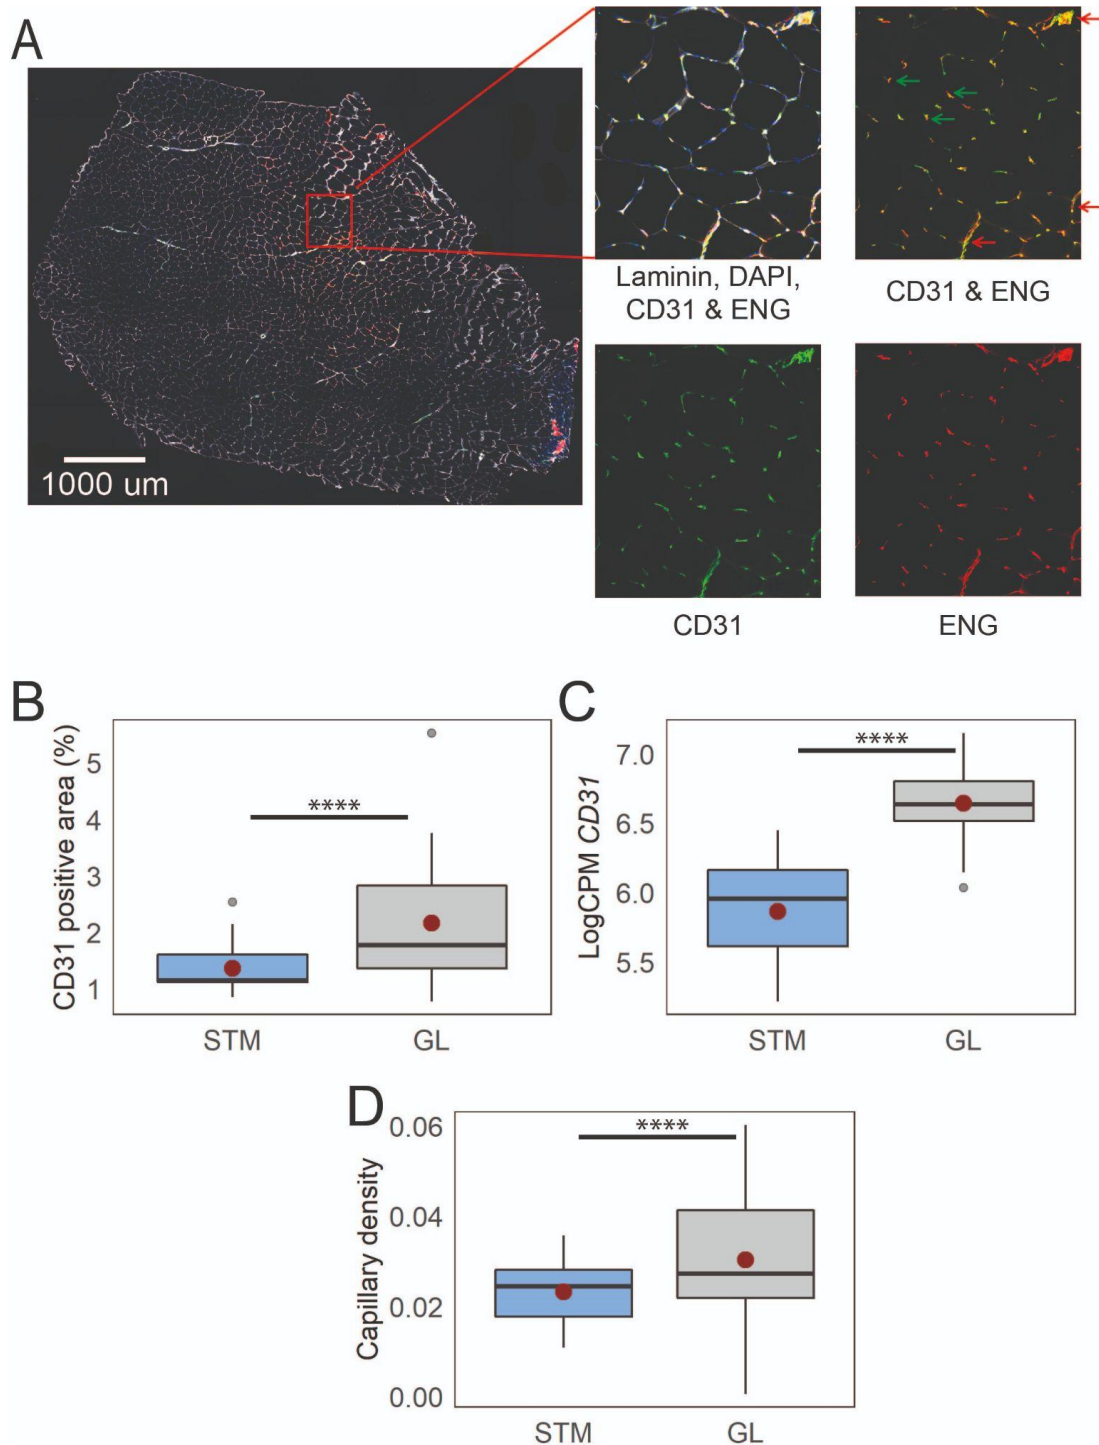 A
1000 um
Laminin, DAPI,
CD31 & ENG
CD31 & ENG
CD31
ENG
B
CD31 positive area (%)
5
4
3
2
1
****
STM
GL
C
LogCPM CD31
7.0
6.5
6.0
5.5
****
STM
GL
D
Capillary density
0.06
0.04
0.02
0.00
****
STM
GL